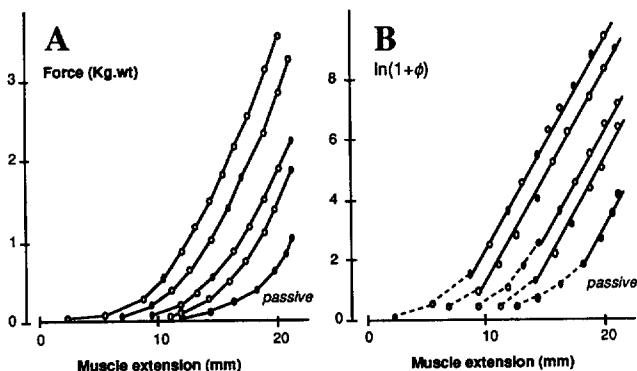 A
Force (Kg.wt)
3
2
1
0
passive
0
10
20
Muscle extension (mm)
B
ln(1+ϕ)
8
6
4
2
0
passive
0
10
20
Muscle extension (mm)